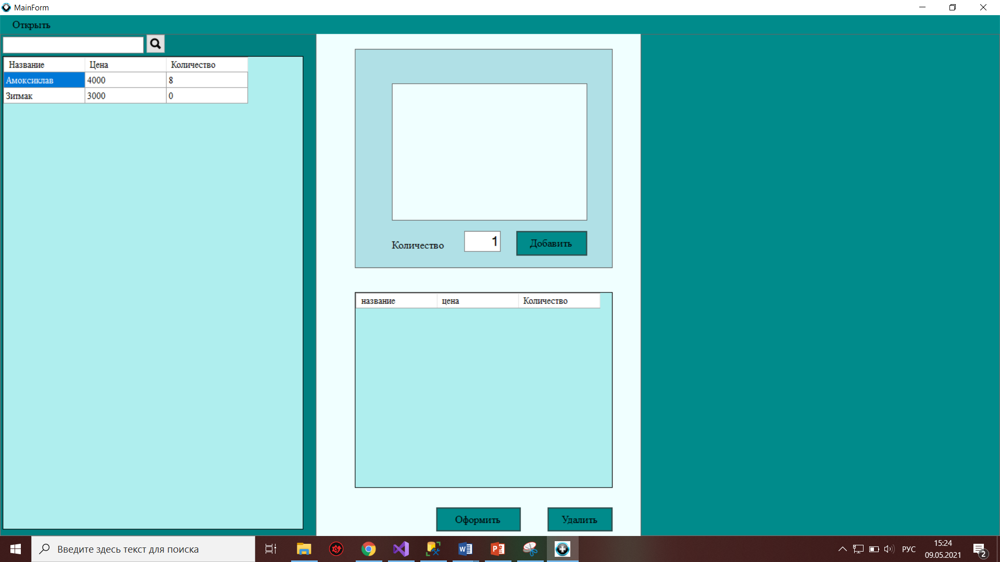 MainForm
Открыть
Название Цена Количество
Амоксиклав 4000 8
Зитмак 3000 0
Количество 1 Добавить
название цена Количество
Оформить Удалить
Введите здесь текст для поиска
РУС
15:24
09.05.2021
2